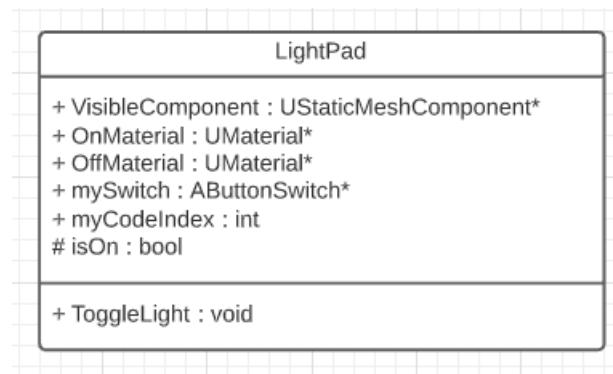 LightPad
+ VisibleComponent : UStaticMeshComponent*
+ OnMaterial : UMaterial*
+ OffMaterial : UMaterial*
+ mySwitch : AButtonSwitch*
+ myCodeIndex : int
# isOn : bool
+ ToggleLight : void